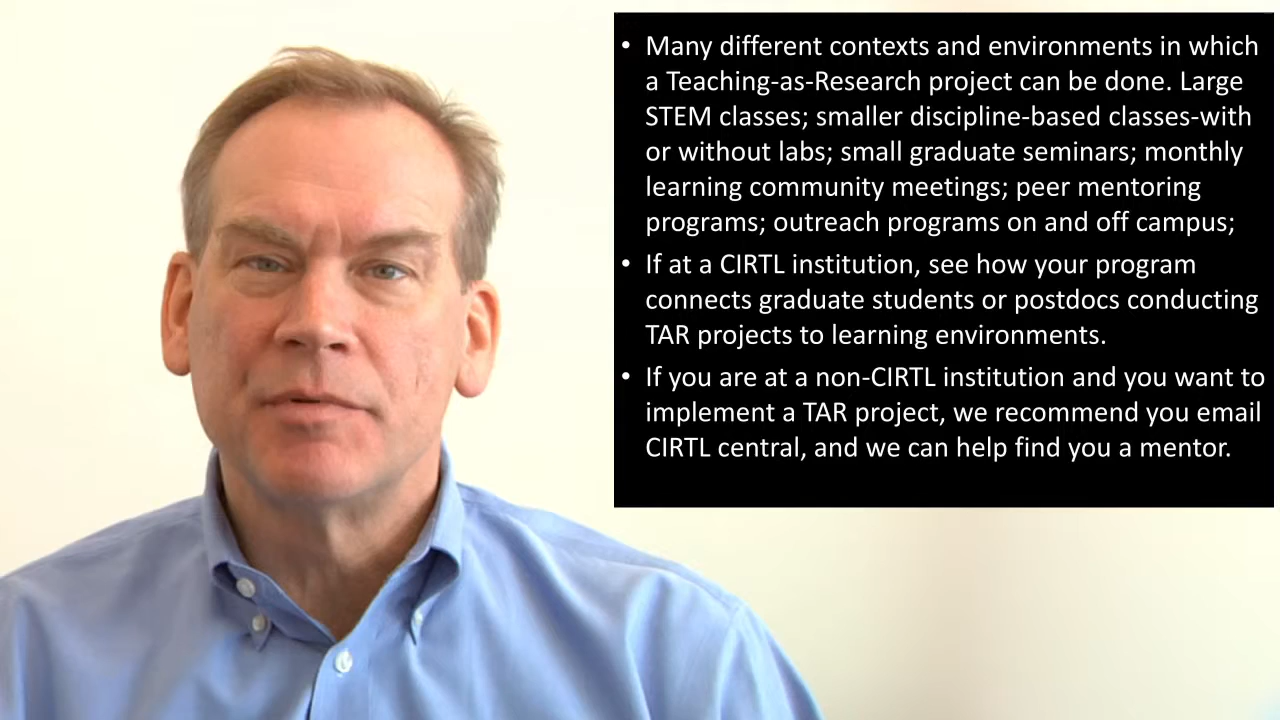 • Many different contexts and environments in which
a Teaching-as-Research project can be done. Large
STEM classes; smaller discipline-based classes-with
or without labs; small graduate seminars; monthly
learning community meetings; peer mentoring
programs; outreach programs on and off campus;
• If at a CIRTL institution, see how your program
connects graduate students or postdocs conducting
TAR projects to learning environments.
• If you are at a non-CIRTL institution and you want to
implement a TAR project, we recommend you email
CIRTL central, and we can help find you a mentor.